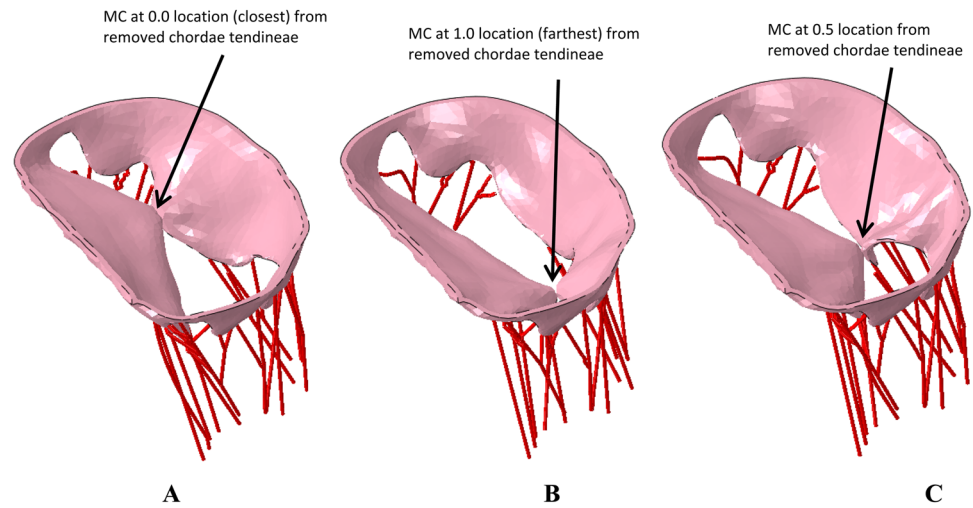 MC at 0.0 location (closest) from
removed chordae tendineae
MC at 1.0 location (farthest) from
removed chordae tendineae
MC at 0.5 location from
removed chordae tendineae
A
B
C